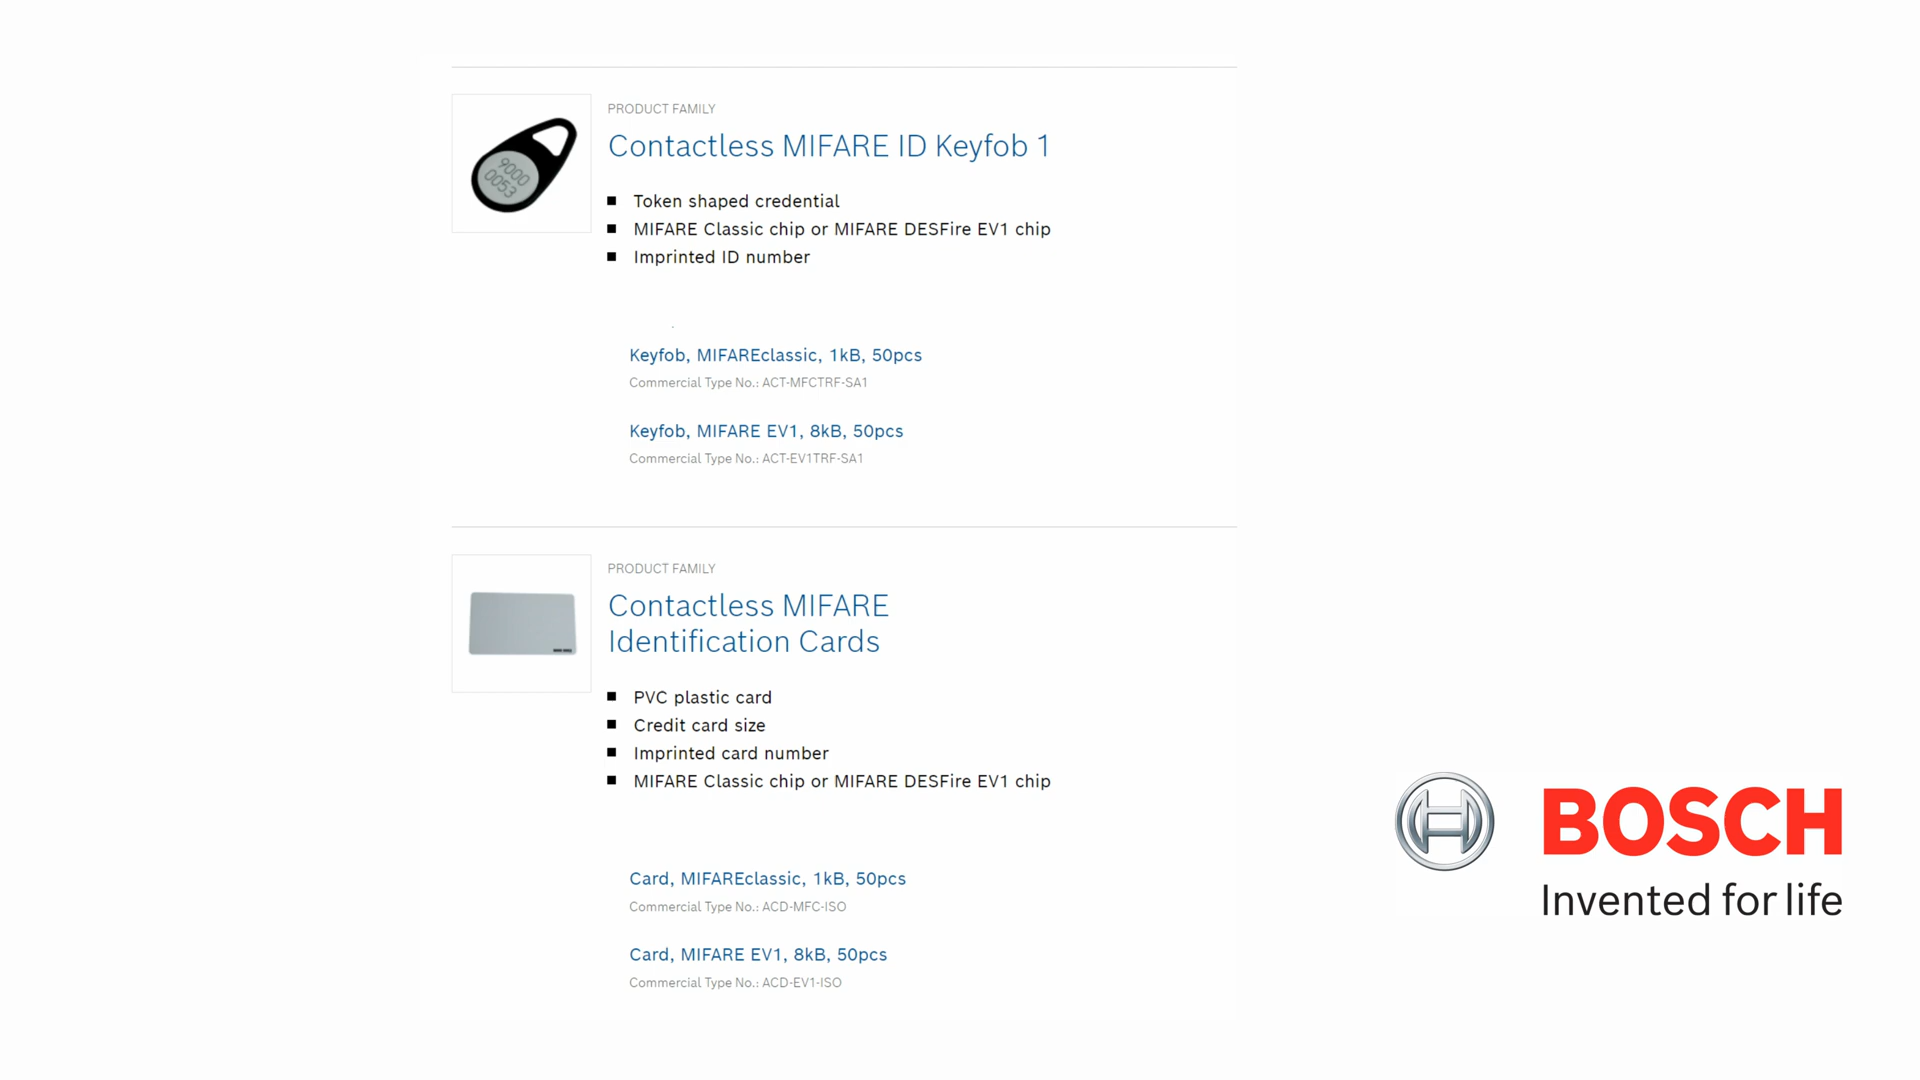 PRODUCT FAMILY
Contactless MIFARE ID Keyfob 1
9000
0053
Token shaped credential
MIFARE Classic chip or MIFARE DESFire EV1 chip
Imprinted ID number
Keyfob, MIFAREclassic, 1kB, 50pcs
Commercial Type No.: ACT-MFCTRF-SA1
Keyfob, MIFARE EV1, 8kB, 50pcs
Commercial Type No.: ACT-EV1TRF-SA1
PRODUCT FAMILY
Contactless MIFARE
Identification Cards
PVC plastic card
Credit card size
Imprinted card number
MIFARE Classic chip or MIFARE DESFire EV1 chip
Card, MIFAREclassic, 1kB, 50pcs
Commercial Type No.: ACD-MFC-ISO
Card, MIFARE EV1, 8kB, 50pcs
Commercial Type No.: ACD-EV1-ISO
BOSCH
Invented for life